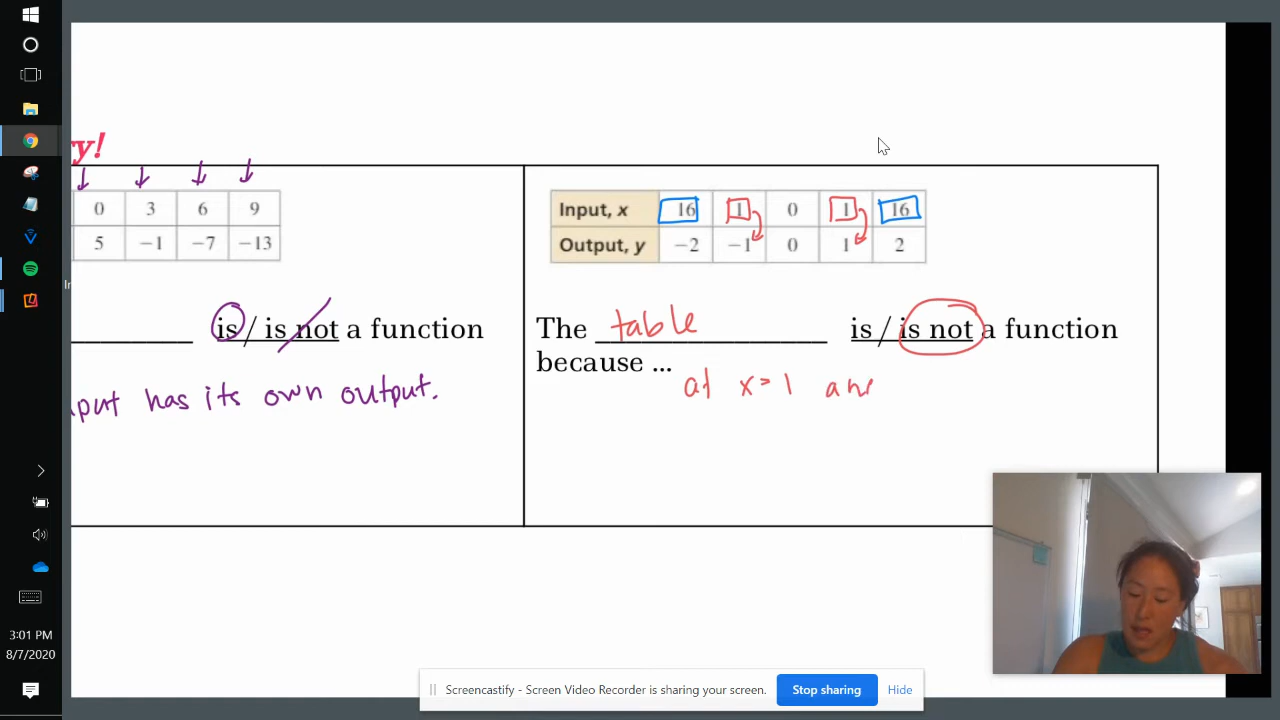 y!
0 3 6 9
5 −1 −7 −13
is / is not a function
nput has its own output.
Input, x 16 1 0 1 16
Output, y −2 −1 0 1 2
The table is / is not a function
because ...
at x=1 an
3:01 PM
8/7/2020
Screencastify - Screen Video Recorder is sharing your screen. Stop sharing Hide